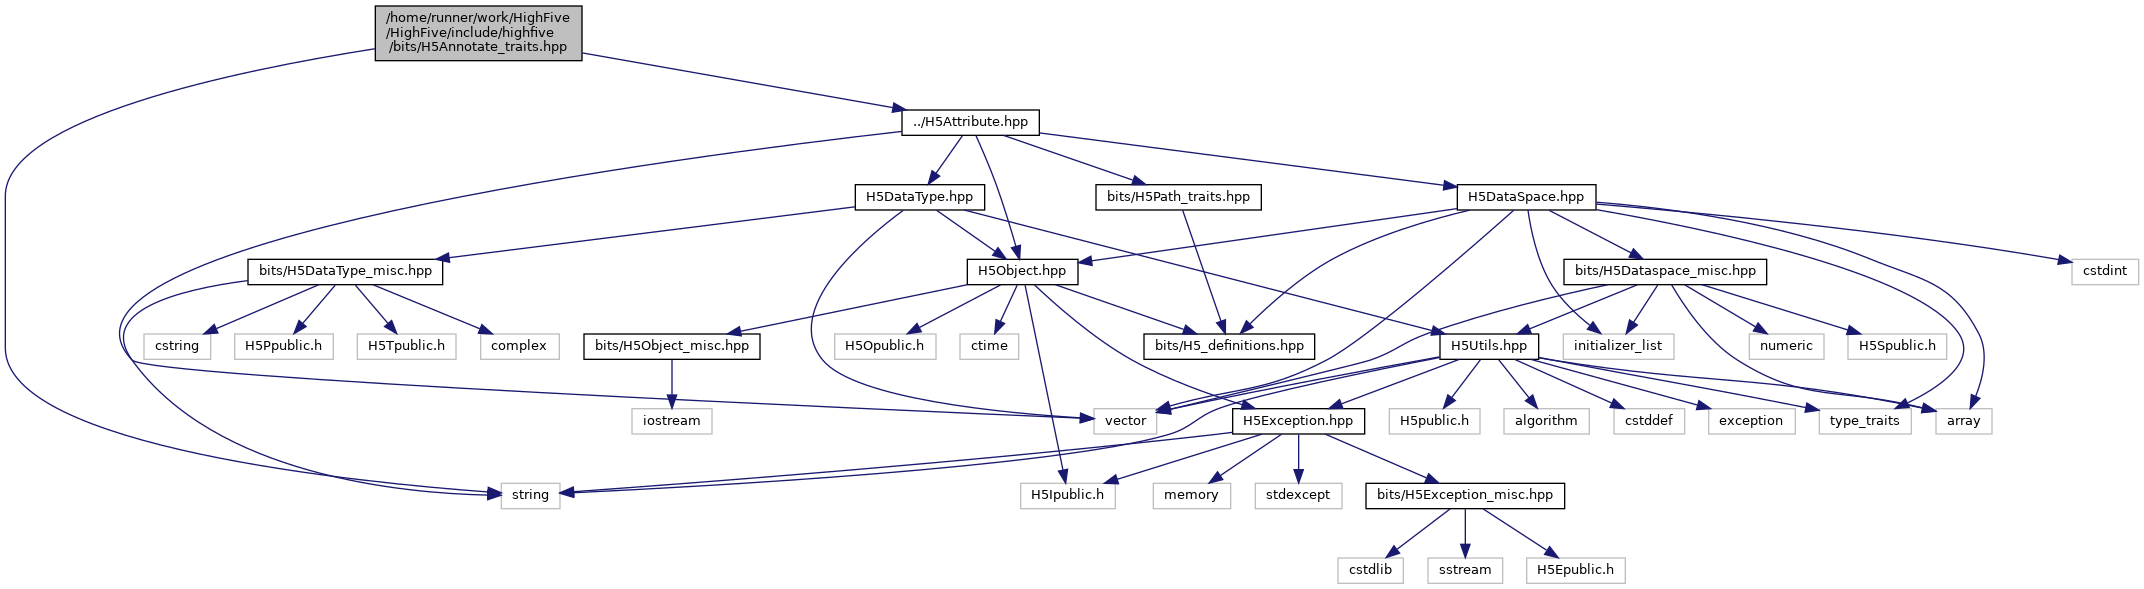 /home/runner/work/HighFive
/HighFive/include/highfive
/bits/H5Annotate_traits.hpp
../H5Attribute.hpp
H5DataType.hpp
bits/H5Path_traits.hpp
H5DataSpace.hpp
bits/H5DataType_misc.hpp
H5Object.hpp
bits/H5Dataspace_misc.hpp
cstdint
cstring
H5Ppublic.h
H5Tpublic.h
complex
bits/H5Object_misc.hpp
H5Opublic.h
ctime
bits/H5_definitions.hpp
H5Utils.hpp
initializer_list
numeric
H5Spublic.h
iostream
vector
H5Exception.hpp
H5public.h
algorithm
cstddef
exception
type_traits
array
string
H5Ipublic.h
memory
stdexcept
bits/H5Exception_misc.hpp
cstdlib
sstream
H5Epublic.h